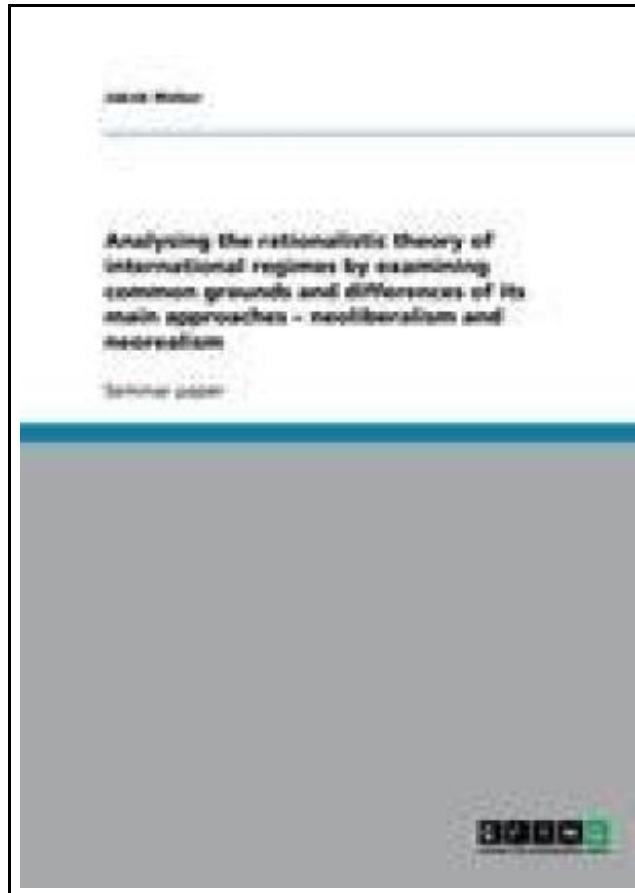 Analysing the rationalistic theory of
international regimes by examining
common grounds and differences of its
main approaches – neoliberalism and
neorealism
Seminar paper